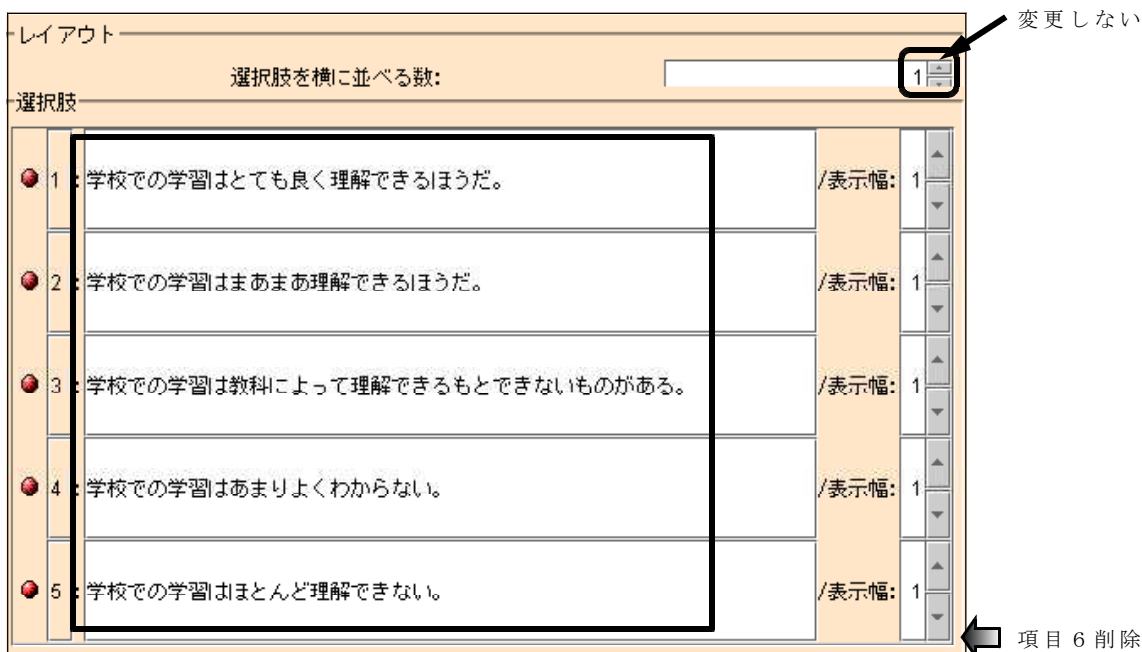 変更しない
レイアウト
選択肢を横に並べる数: 1
選択肢
1 : 学校での学習はとても良く理解できるほうだ。 /表示幅: 1
2 : 学校での学習はまあまあ理解できるほうだ。 /表示幅: 1
3 : 学校での学習は教科によって理解できるもとできないものがある。 /表示幅: 1
4 : 学校での学習はあまりよくわからない。 /表示幅: 1
5 : 学校での学習はほとんど理解できない。 /表示幅: 1
項目6削除